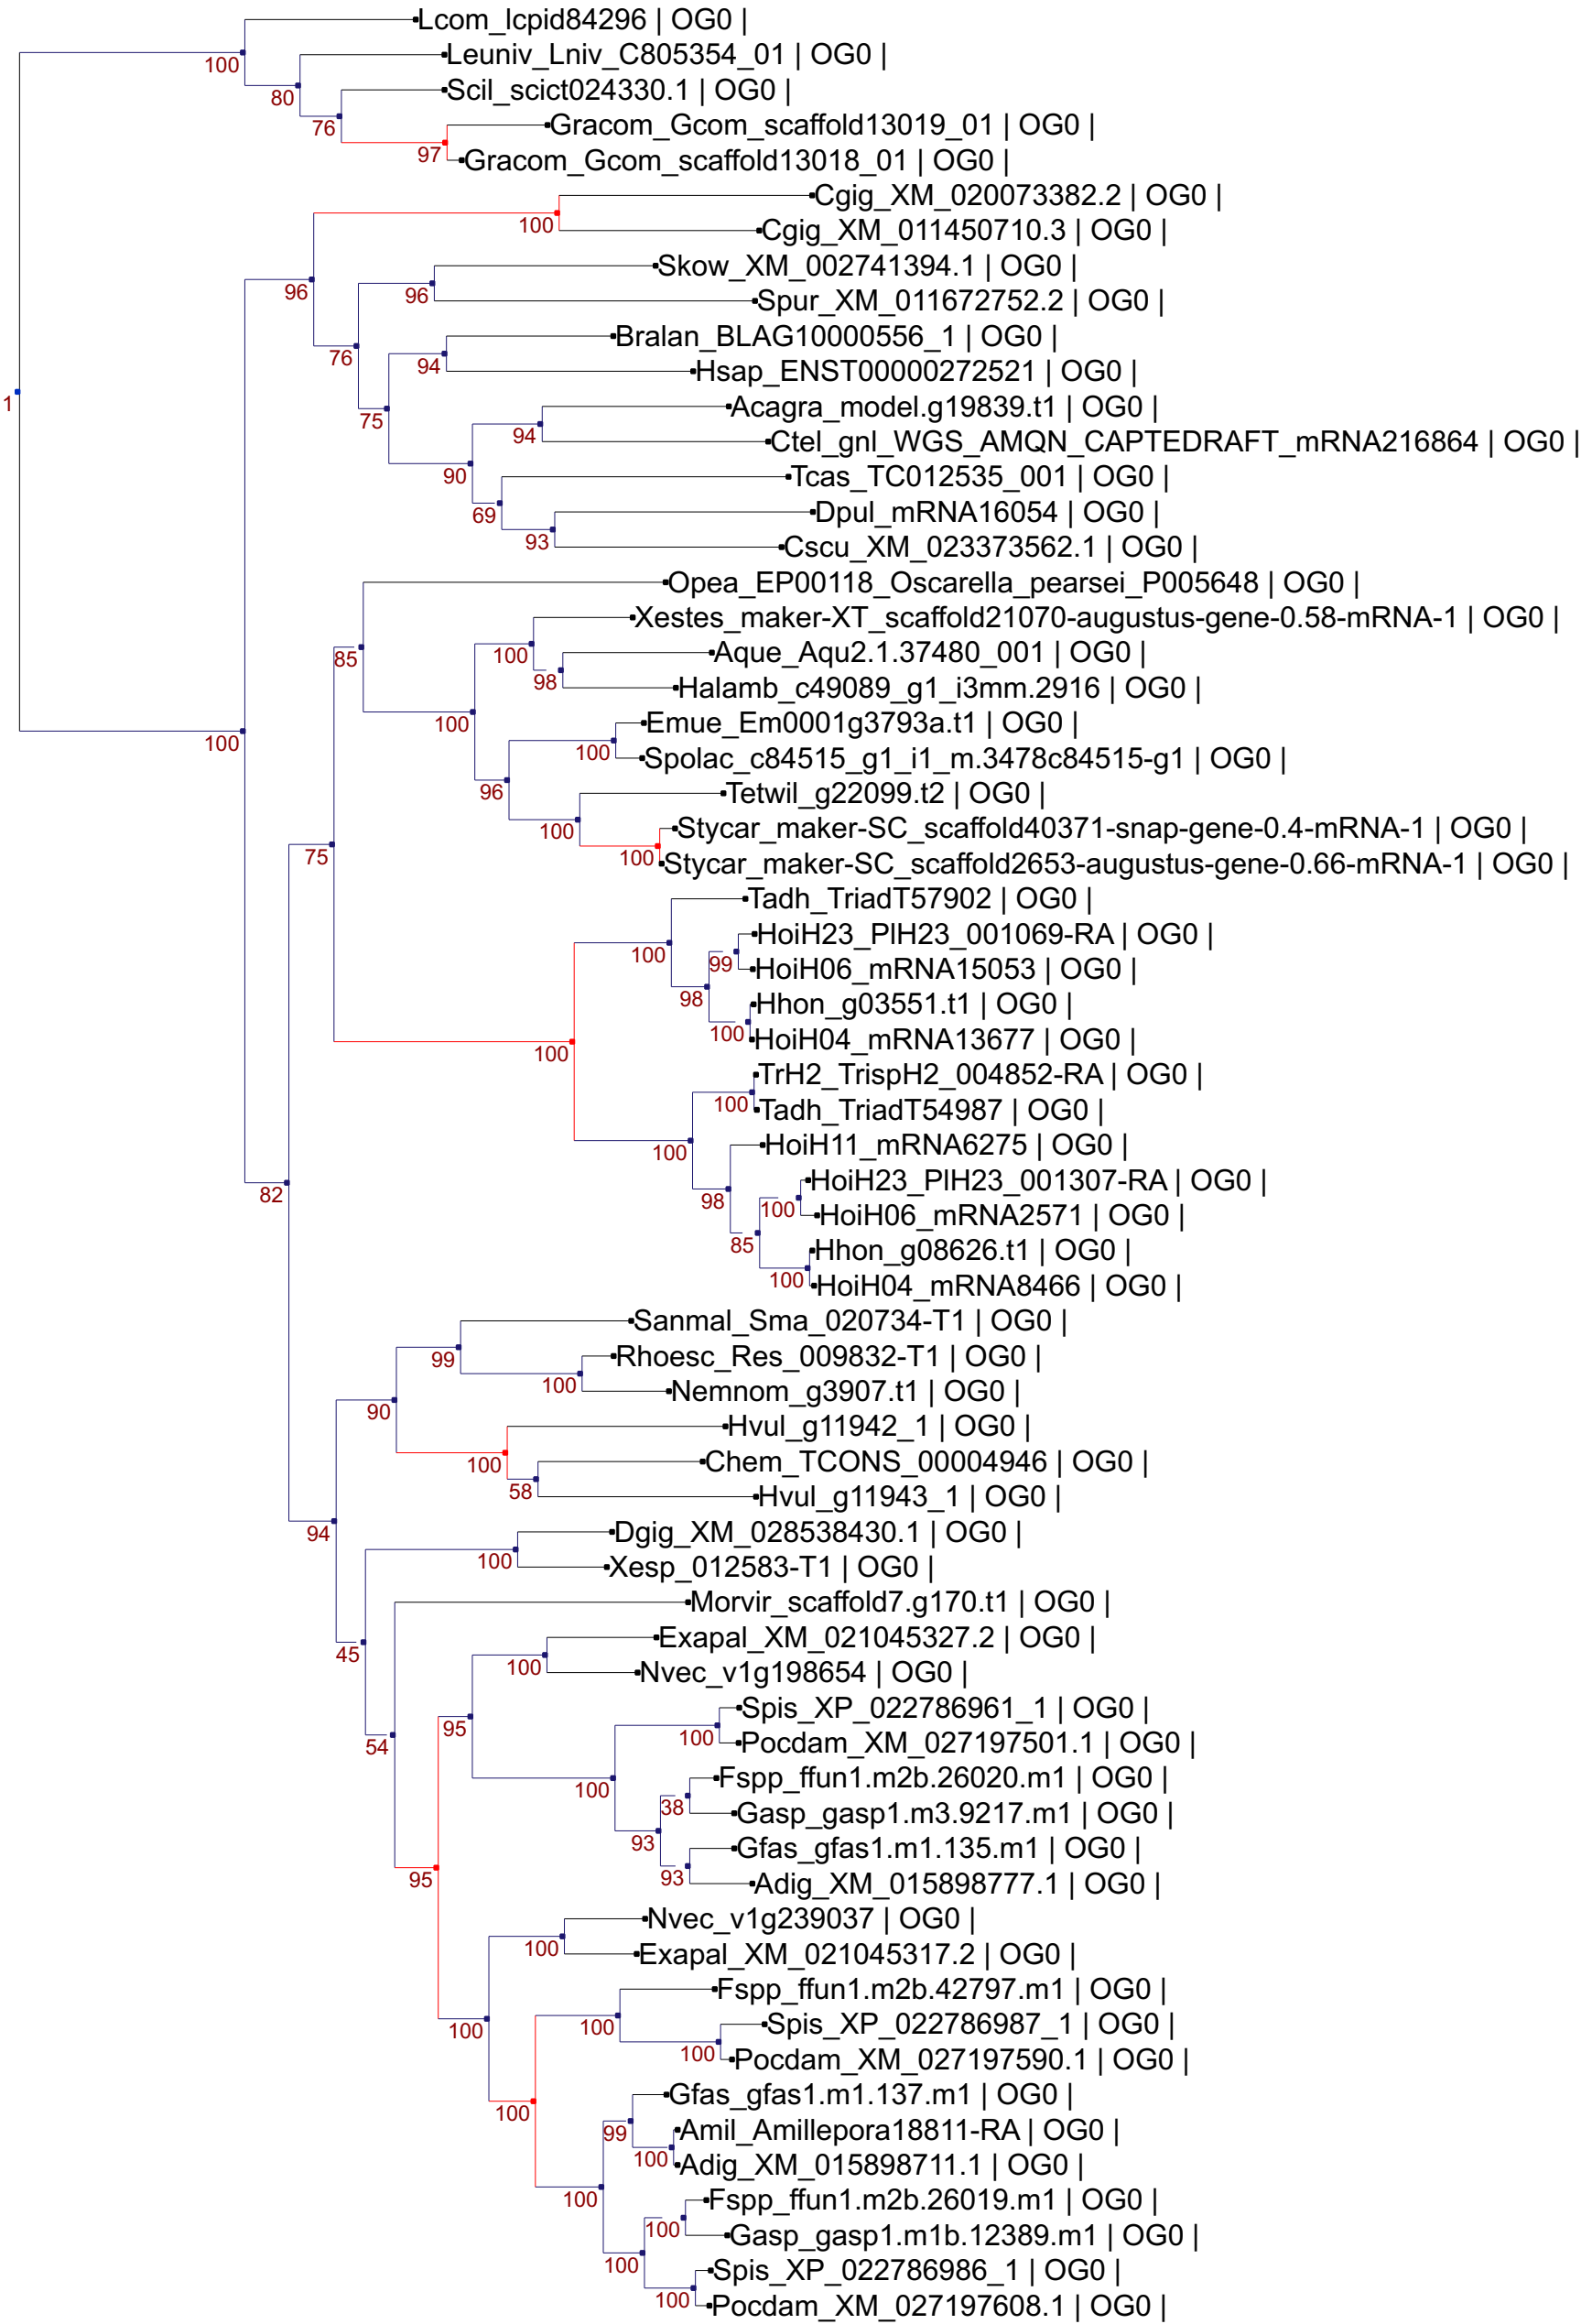 Lcom_lcpid84296 | OG0 |
100
Leuniv_Lniv_C805354_01 | OG0 |
80
Scil_scict024330.1 | OG0 |
76
Gracom_Gcom_scaffold13019_01 | OG0 |
97
Gracom_Gcom_scaffold13018_01 | OG0 |
Cgig_XM_020073382.2 | OG0 |
100
Cgig_XM_011450710.3 | OG0 |
Skow_XM_002741394.1 | OG0 |
96
96
Spur_XM_011672752.2 | OG0 |
Bralan_BLAG10000556_1 | OG0 |
76
94
Hsap_ENST00000272521 | OG0 |
1
Acagra_model.g19839.t1 | OG0 |
75
94
Ctel_gnl_WGS_AMQN_CAPTEDRAFT_mRNA216864 | OG0 |
90
Tcas_TC012535_001 | OG0 |
69
Dpul_mRNA16054 | OG0 |
93
Cscu_XM_023373562.1 | OG0 |
Opea_EP00118_Oscarella_pearsei_P005648 | OG0 |
Xestes_maker-XT_scaffold21070-augustus-gene-0.58-mRNA-1 | OG0 |
85
100
Aque_Aqu2.1.37480_001 | OG0 |
98
Halamb_c49089_g1_i3mm.2916 | OG0 |
100
Emue_Em0001g3793a.t1 | OG0 |
100
100
Spolac_c84515_g1_i1_m.3478c84515-g1 | OG0 |
96
Tetwil_g22099.t2 | OG0 |
100
Stycar_maker-SC_scaffold40371-snap-gene-0.4-mRNA-1 | OG0 |
75
100
Stycar_maker-SC_scaffold2653-augustus-gene-0.66-mRNA-1 | OG0 |
Tadh_TriadT57902 | OG0 |
HoiH23_PlH23_001069-RA | OG0 |
100
99
HoiH06_mRNA15053 | OG0 |
98
Hhon_g03551.t1 | OG0 |
100
HoiH04_mRNA13677 | OG0 |
100
TrH2_TrispH2_004852-RA | OG0 |
100
Tadh_TriadT54987 | OG0 |
100
HoiH11_mRNA6275 | OG0 |
HoiH23_PlH23_001307-RA | OG0 |
82
98
100
HoiH06_mRNA2571 | OG0 |
85
Hhon_g08626.t1 | OG0 |
100
HoiH04_mRNA8466 | OG0 |
Sanmal_Sma_020734-T1 | OG0 |
99
Rhoesc_Res_009832-T1 | OG0 |
100
Nemnom_g3907.t1 | OG0 |
90
Hvul_g11942_1 | OG0 |
100
Chem_TCONS_00004946 | OG0 |
58
Hvul_g11943_1 | OG0 |
94
Dgig_XM_028538430.1 | OG0 |
100
Xesp_012583-T1 | OG0 |
Morvir_scaffold7.g170.t1 | OG0 |
45
Exapal_XM_021045327.2 | OG0 |
100
Nvec_v1g198654 | OG0 |
Spis_XP_022786961_1 | OG0 |
95
100
54
Pocdam_XM_027197501.1 | OG0 |
Fspp_ffun1.m2b.26020.m1 | OG0 |
100
38
Gasp_gasp1.m3.9217.m1 | OG0 |
93
Gfas_gfas1.m1.135.m1 | OG0 |
95
93
Adig_XM_015898777.1 | OG0 |
Nvec_v1g239037 | OG0 |
100
Exapal_XM_021045317.2 | OG0 |
Fspp_ffun1.m2b.42797.m1 | OG0 |
100
100
Spis_XP_022786987_1 | OG0 |
100
Pocdam_XM_027197590.1 | OG0 |
Gfas_gfas1.m1.137.m1 | OG0 |
100
99
Amil_Amillepora18811-RA | OG0 |
100
Adig_XM_015898711.1 | OG0 |
100
Fspp_ffun1.m2b.26019.m1 | OG0 |
100
Gasp_gasp1.m1b.12389.m1 | OG0 |
100
Spis_XP_022786986_1 | OG0 |
100
Pocdam_XM_027197608.1 | OG0 |